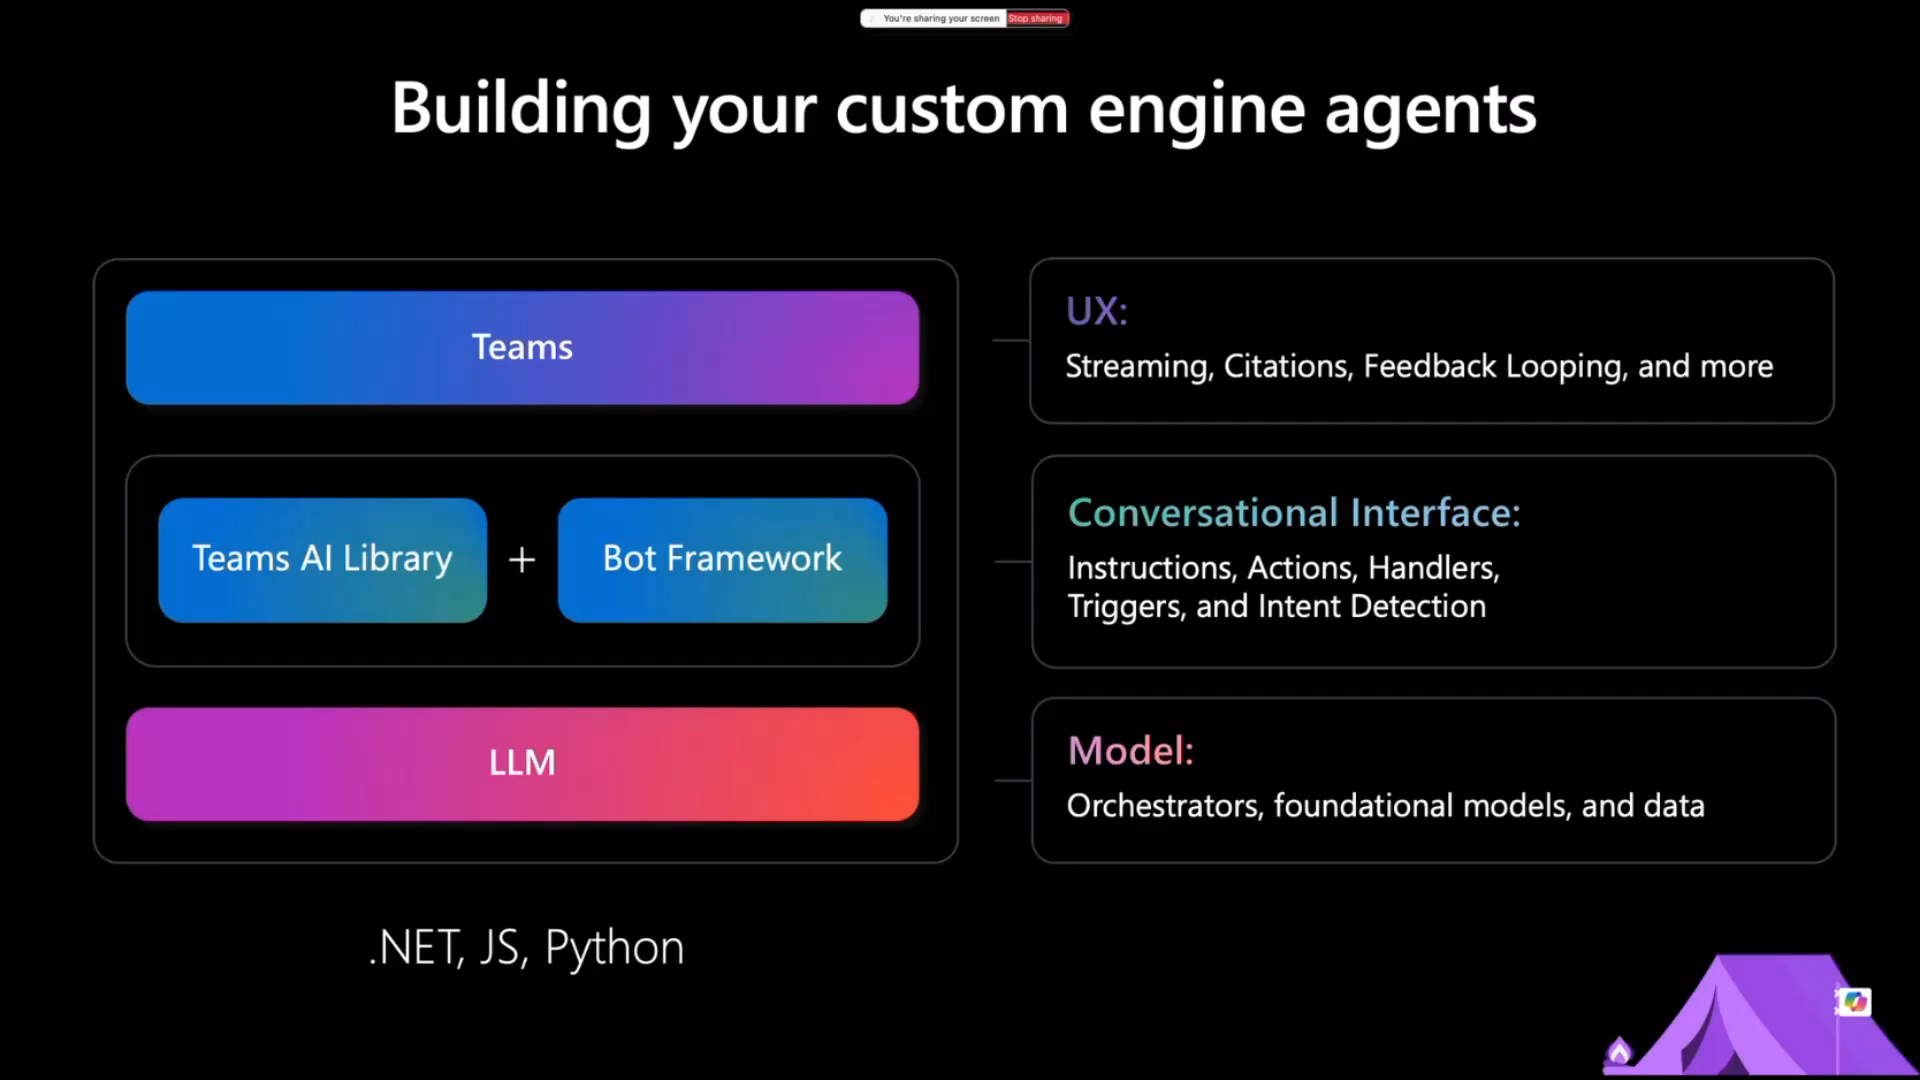 You're sharing your screen Stop sharing
Building your custom engine agents
Teams
UX:
Streaming, Citations, Feedback Looping, and more
Teams AI Library + Bot Framework
Conversational Interface:
Instructions, Actions, Handlers,
Triggers, and Intent Detection
LLM
Model:
Orchestrators, foundational models, and data
.NET, JS, Python